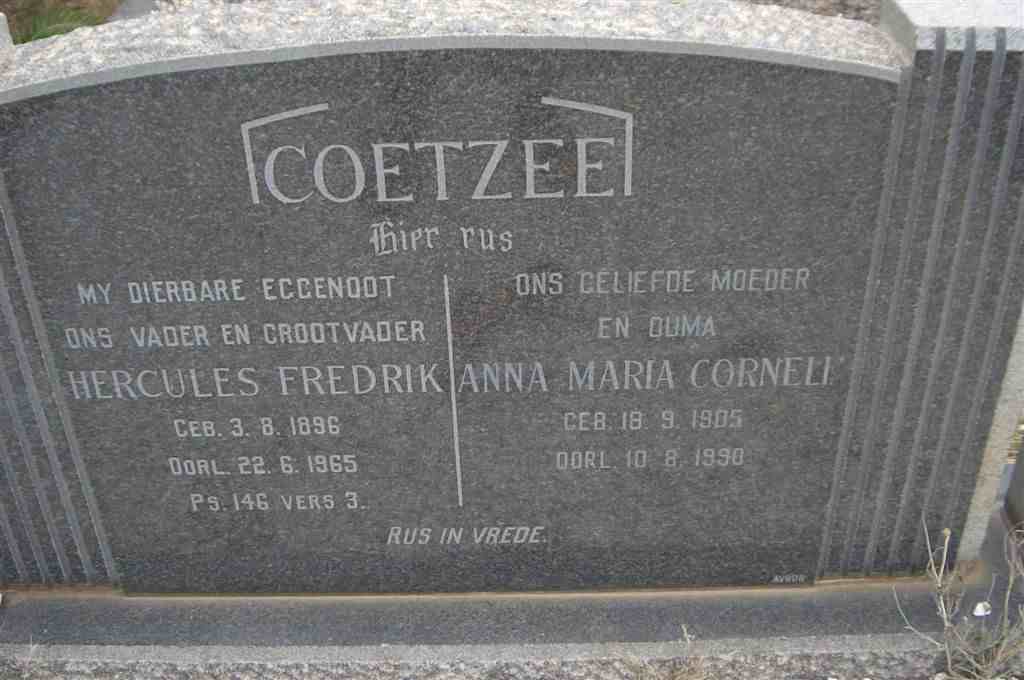 COETZEE
Hier rus
MY DIERBARE EGGENOOT
ONS VADER EN GROOTVADER
HERCULES FREDRIK
GEB. 3. 8. 1896
OORL. 22. 6. 1965
PS. 146 VERS 3.
ONS GELIEFDE MOEDER
EN OUMA
ANNA MARIA CORNELI
GEB. 18. 9. 1905
OORL. 10. 8. 1990
RUS IN VREDE.